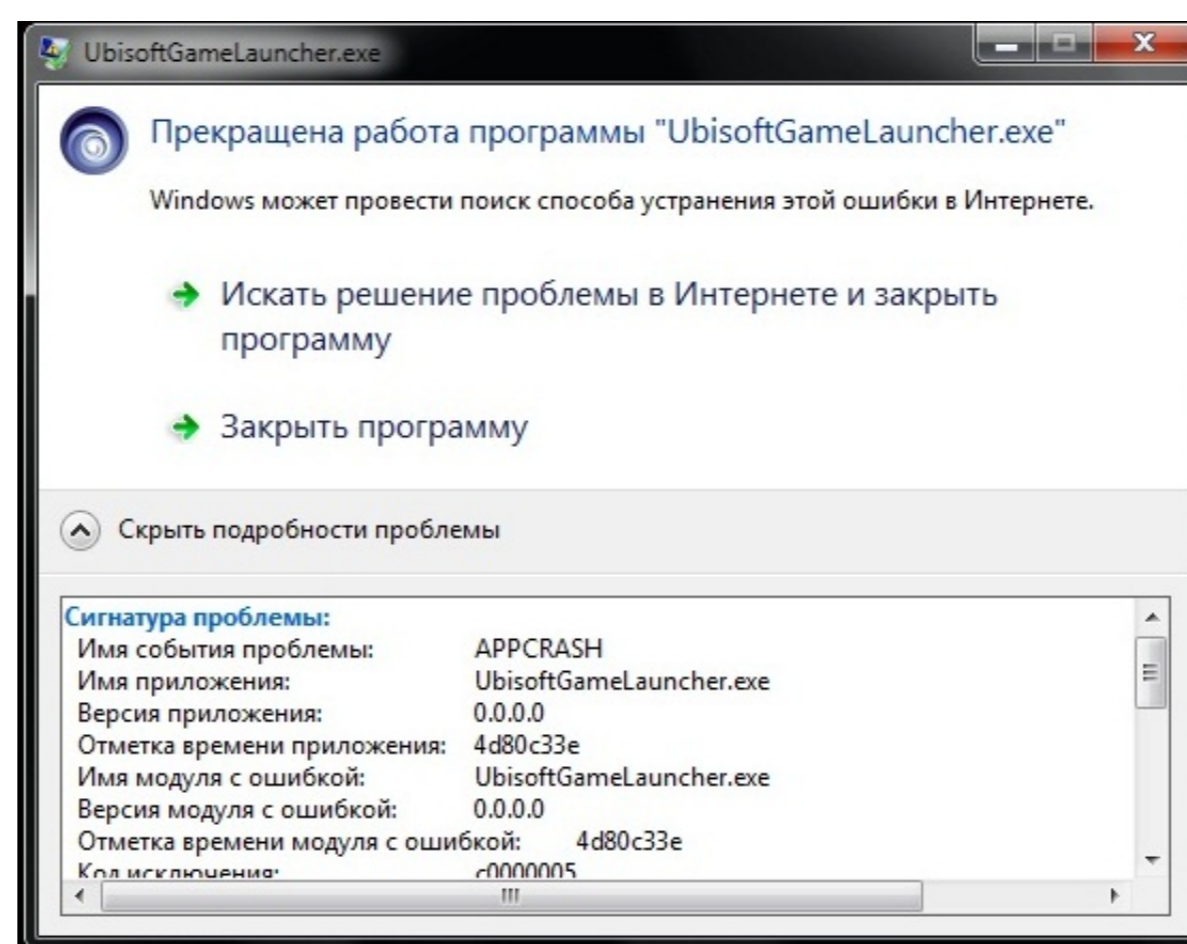 UbisoftGameLauncher.exe
Прекращена работа программы "UbisoftGameLauncher.exe"
Windows может провести поиск способа устранения этой ошибки в Интернете.
Искать решение проблемы в Интернете и закрыть
программу
Закрыть программу
Скрыть подробности проблемы
Сигнатура проблемы:
Имя события проблемы: APPCRASH
Имя приложения: UbisoftGameLauncher.exe
Версия приложения: 0.0.0.0
Отметка времени приложения: 4d80c33e
Имя модуля с ошибкой: UbisoftGameLauncher.exe
Версия модуля с ошибкой: 0.0.0.0
Отметка времени модуля с ошибкой: 4d80c33e
Код исключения: c0000005